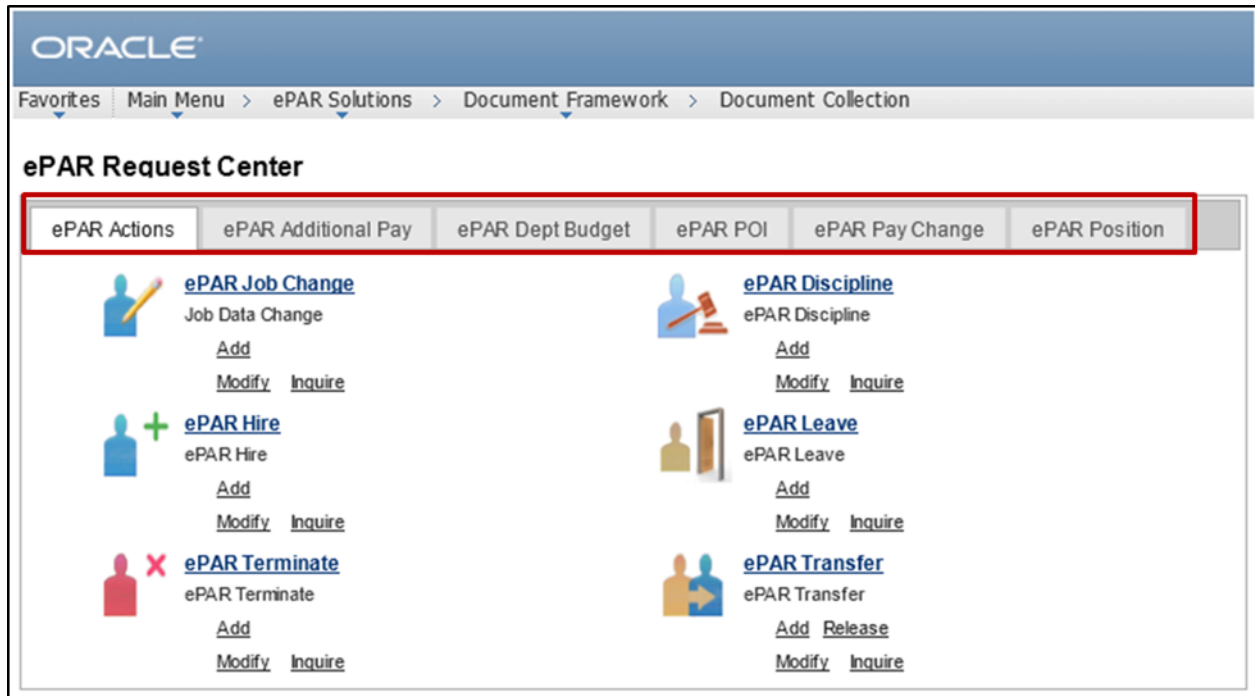 ORACLE
Favorites Main Menu > ePAR Solutions > Document Framework > Document Collection
ePAR Request Center
ePAR Actions ePAR Additional Pay ePAR Dept Budget ePAR POI ePAR Pay Change ePAR Position
ePAR Job Change
Job Data Change
Add
Modify Inquire
ePAR Discipline
ePAR Discipline
Add
Modify Inquire
ePAR Hire
ePAR Hire
Add
Modify Inquire
ePAR Leave
ePAR Leave
Add
Modify Inquire
ePAR Terminate
ePAR Terminate
Add
Modify Inquire
ePAR Transfer
ePAR Transfer
Add Release
Modify Inquire